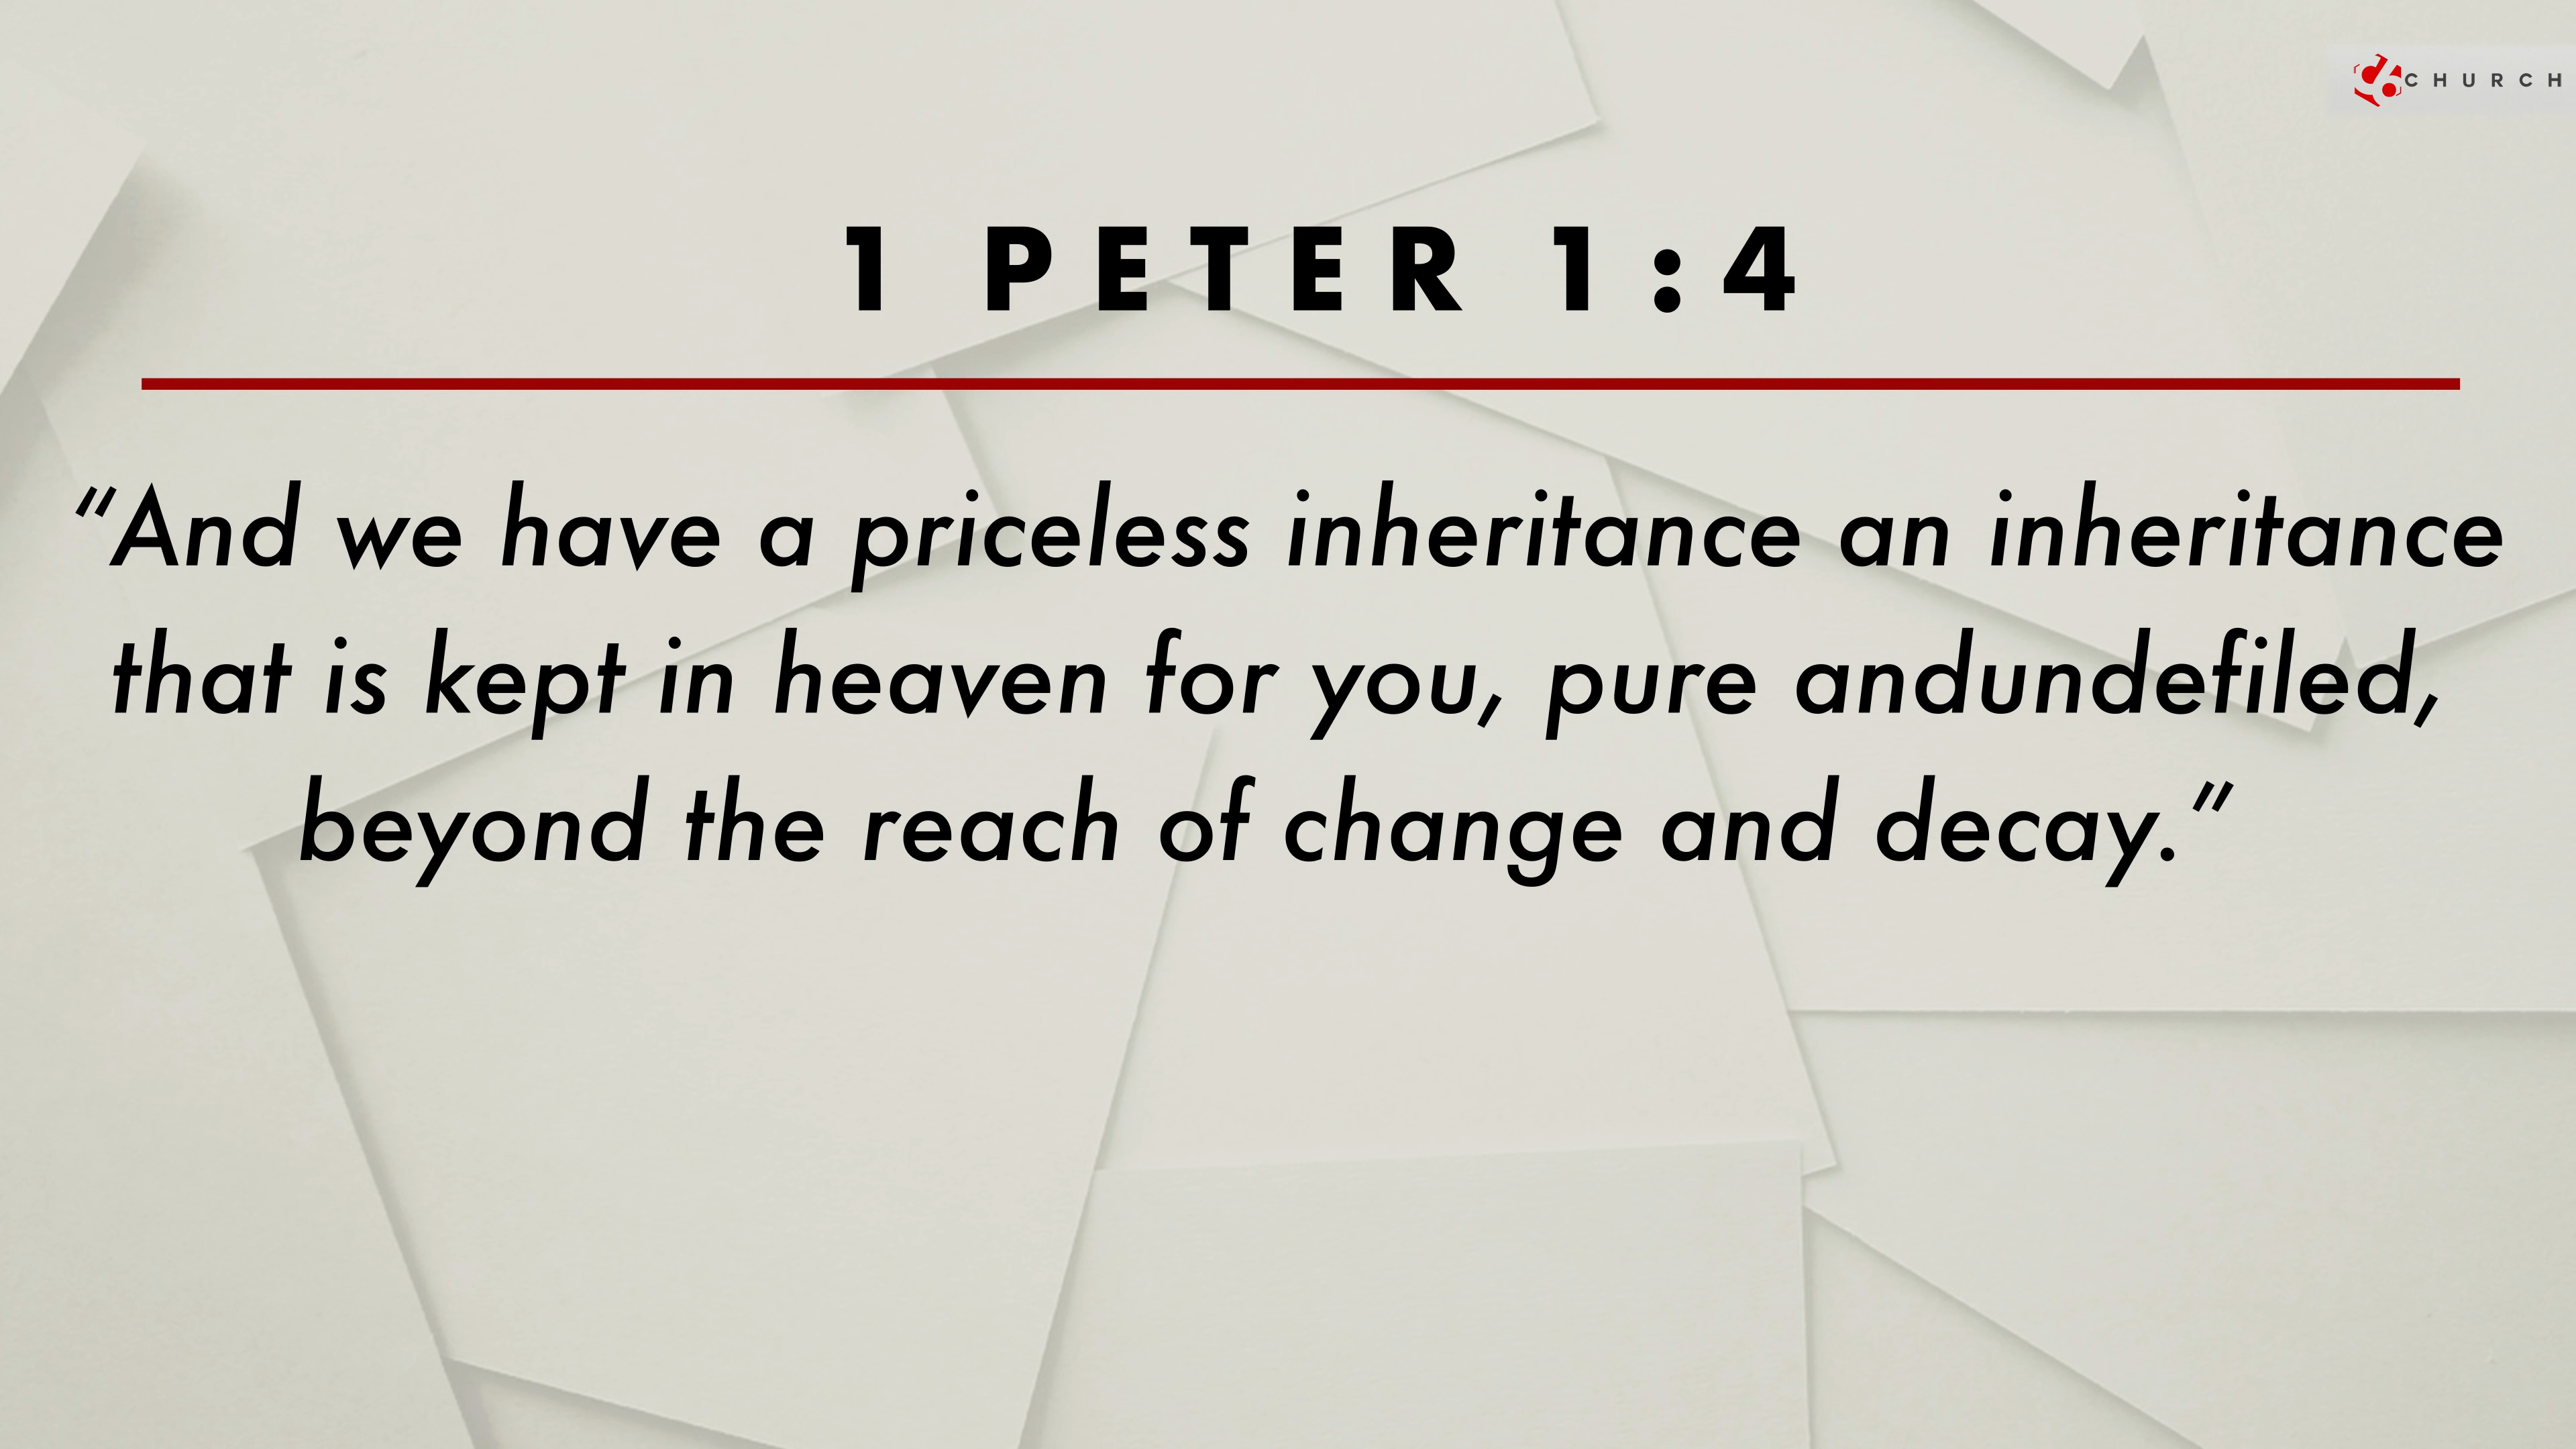 CHURCH
1 PETER 1:4
“And we have a priceless inheritance an inheritance
that is kept in heaven for you, pure andundefiled,
beyond the reach of change and decay.”